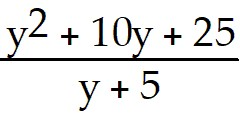 y² + 10y + 25
y + 5